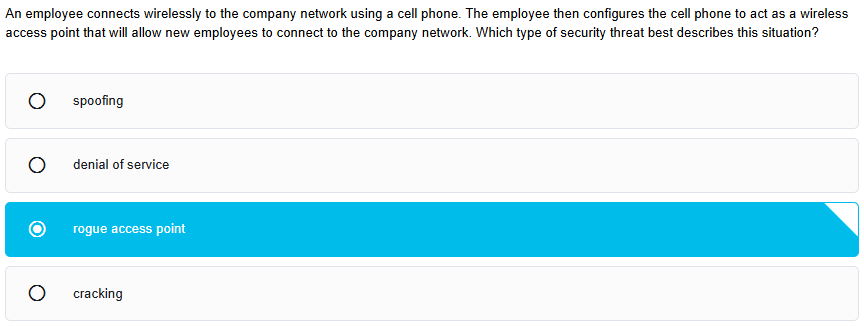 An employee connects wirelessly to the company network using a cell phone. The employee then configures the cell phone to act as a wireless
access point that will allow new employees to connect to the company network. Which type of security threat best describes this situation?
spoofing
denial of service
rogue access point
cracking